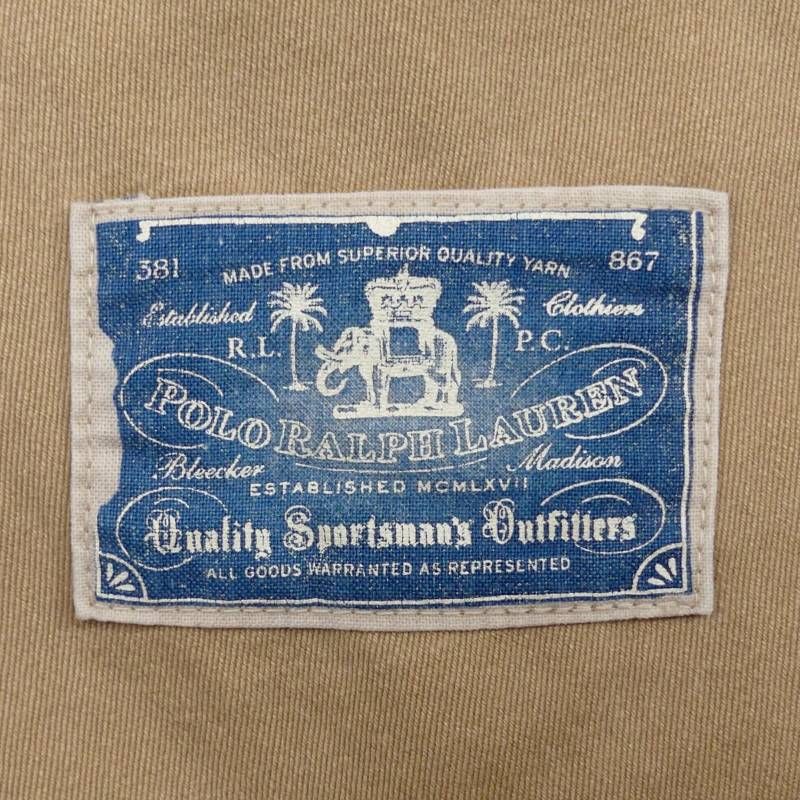 381 MADE FROM SUPERIOR QUALITY YARN 867
Established Clothiers
R.L. P.C.
POLO RALPH LAUREN
Bleecker Madison
ESTABLISHED MCMLXVII
Quality Sportsman's Outfitters
ALL GOODS WARRANTED AS REPRESENTED